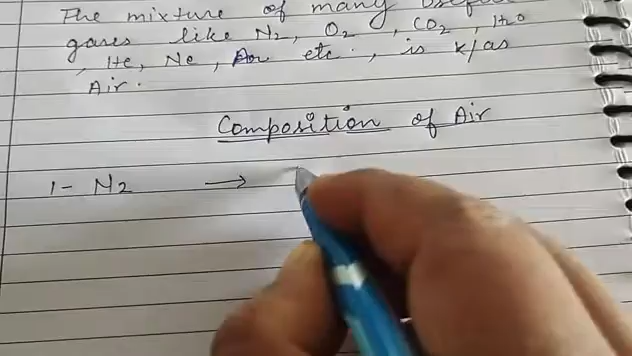 The mixture of many useful
gases like N2, O2, CO2, H2O
, He, Ne, Ar etc., is k/as
Air.
Composition of Air
1- N2 →